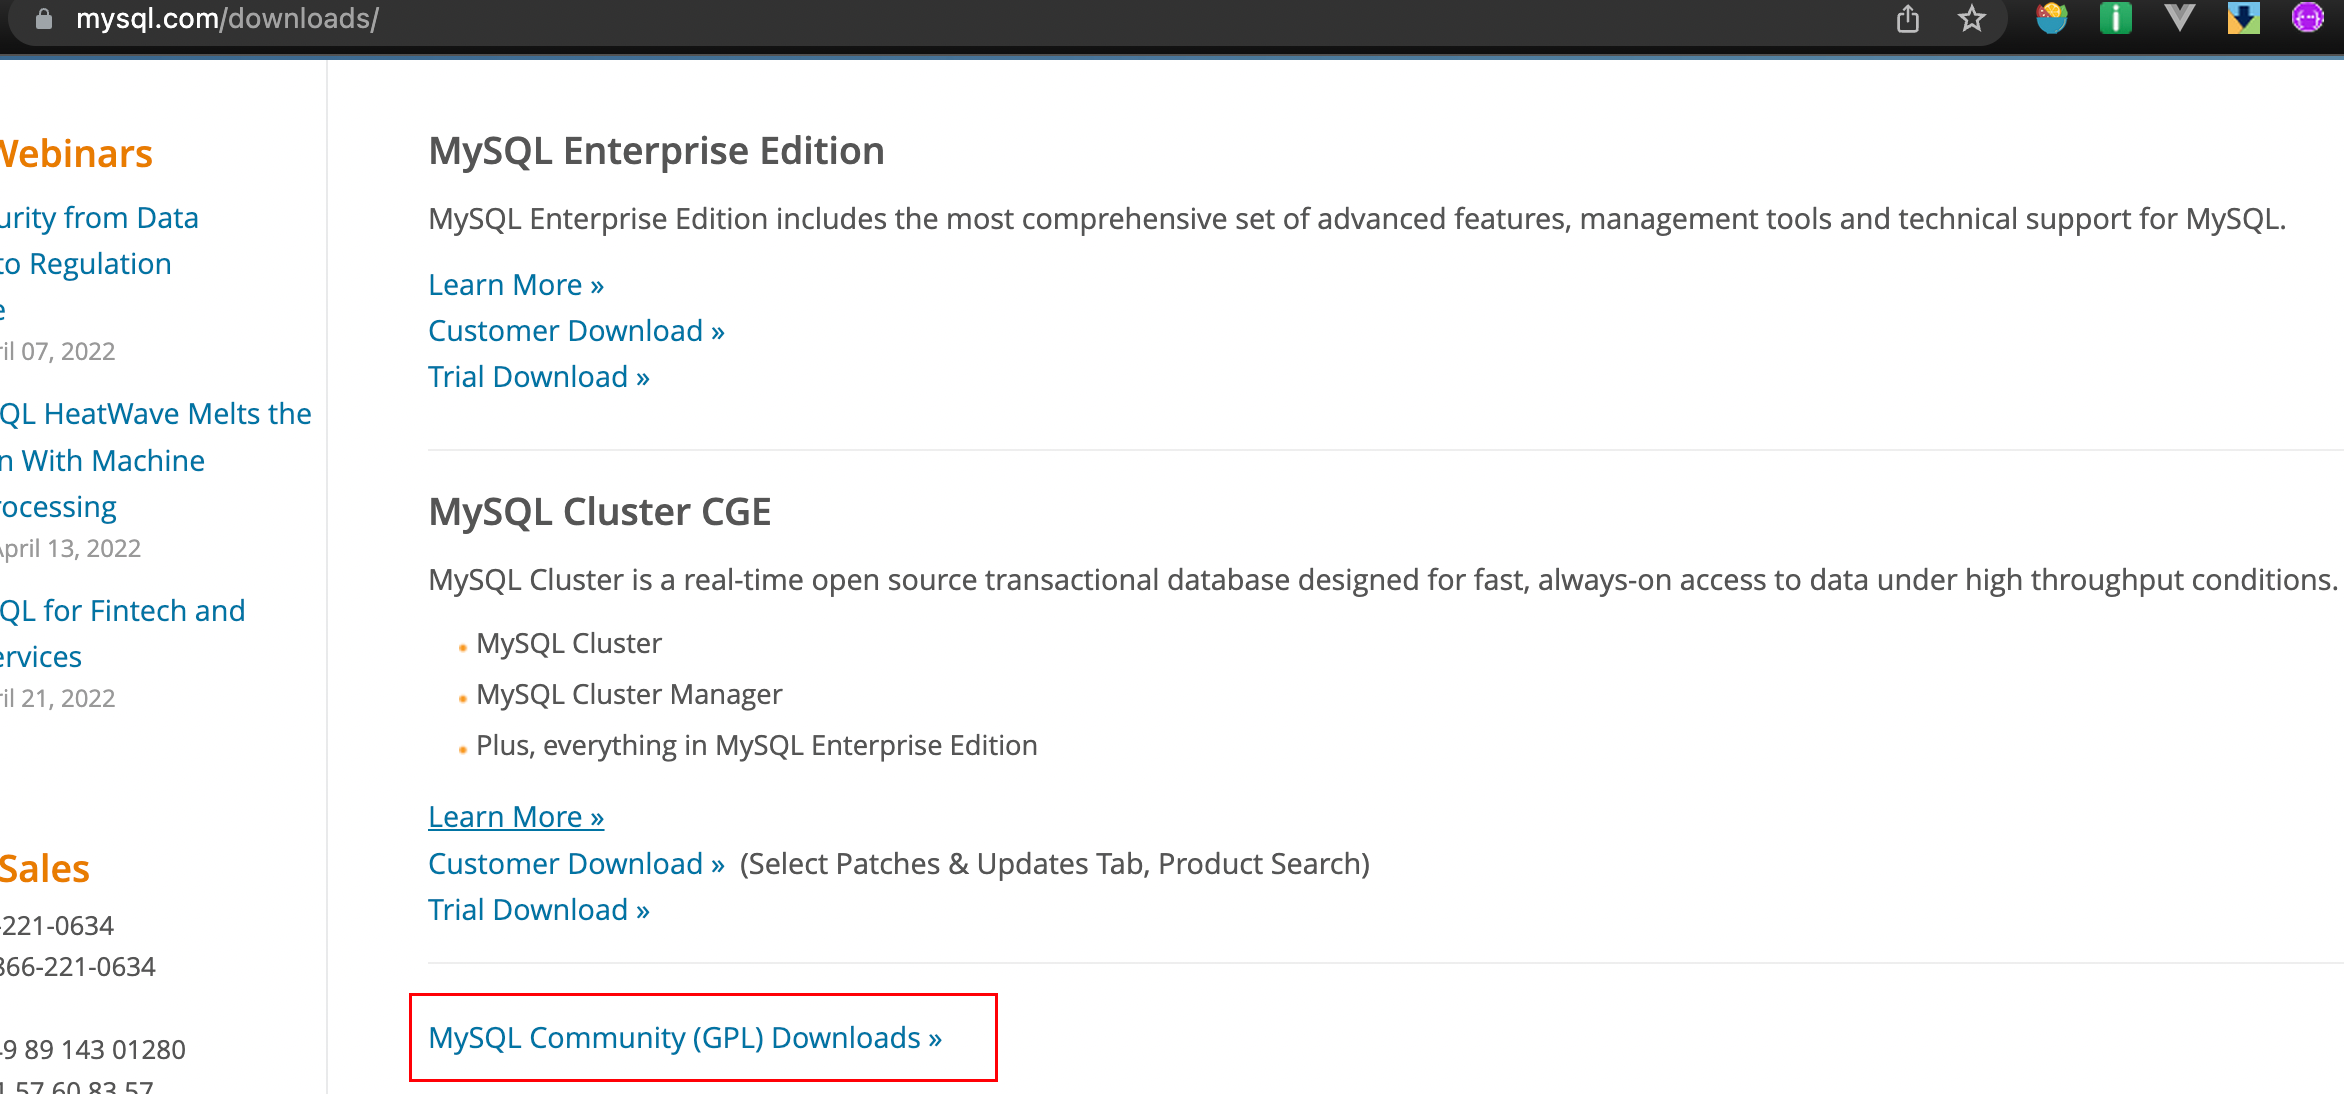 mysql.com/downloads/
Webinars
urity from Data
to Regulation
e
ril 07, 2022
QL HeatWave Melts the
n With Machine
rocessing
April 13, 2022
QL for Fintech and
ervices
ril 21, 2022
Sales
-221-0634
866-221-0634
49 89 143 01280
1 57 60 83 57
MySQL Enterprise Edition
MySQL Enterprise Edition includes the most comprehensive set of advanced features, management tools and technical support for MySQL.
Learn More »
Customer Download »
Trial Download »
MySQL Cluster CGE
MySQL Cluster is a real-time open source transactional database designed for fast, always-on access to data under high throughput conditions.
MySQL Cluster
MySQL Cluster Manager
Plus, everything in MySQL Enterprise Edition
Learn More »
Customer Download » (Select Patches & Updates Tab, Product Search)
Trial Download »
MySQL Community (GPL) Downloads »